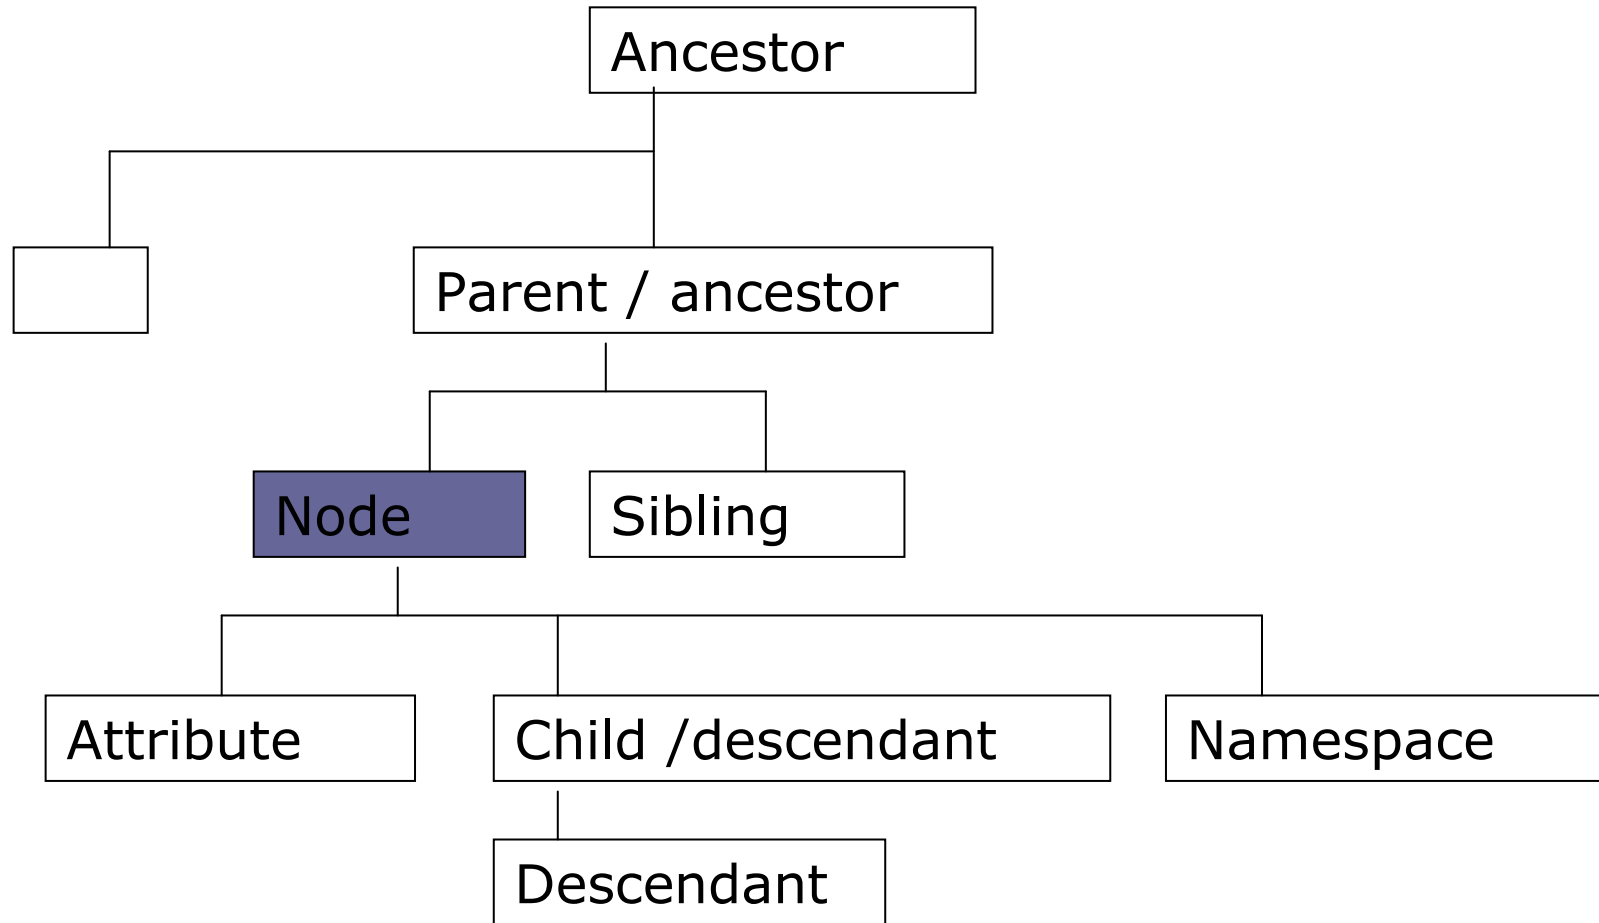 Ancestor
Parent / ancestor
Node
Sibling
Attribute
Child /descendant
Namespace
Descendant